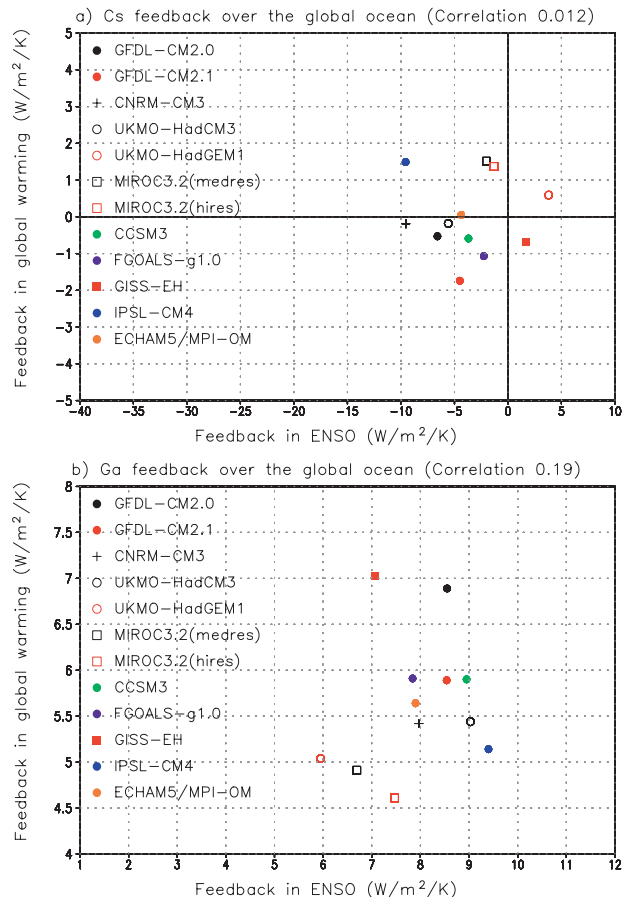 a) Cs feedback over the global ocean (Correlation 0.012)
Feedback in global warming (W/m²/K)
5
4
3
2
1
0
-1
-2
-3
-4
-5
GFDL-CM2.0
GFDL-CM2.1
CNRM-CM3
UKMO-HadCM3
UKMO-HadGEM1
MIROC3.2(medres)
MIROC3.2(hires)
CCSM3
FGOALS-g1.0
GISS-EH
IPSL-CM4
ECHAM5/MPI-OM
-40 -35 -30 -25 -20 -15 -10 -5 0 5 10
Feedback in ENSO (W/m²/K)
b) Ga feedback over the global ocean (Correlation 0.19)
Feedback in global warming (W/m²/K)
8
7.5
7
6.5
6
5.5
5
4.5
4
GFDL-CM2.0
GFDL-CM2.1
CNRM-CM3
UKMO-HadCM3
UKMO-HadGEM1
MIROC3.2(medres)
MIROC3.2(hires)
CCSM3
FGOALS-g1.0
GISS-EH
IPSL-CM4
ECHAM5/MPI-OM
1 2 3 4 5 6 7 8 9 10 11 12
Feedback in ENSO (W/m²/K)